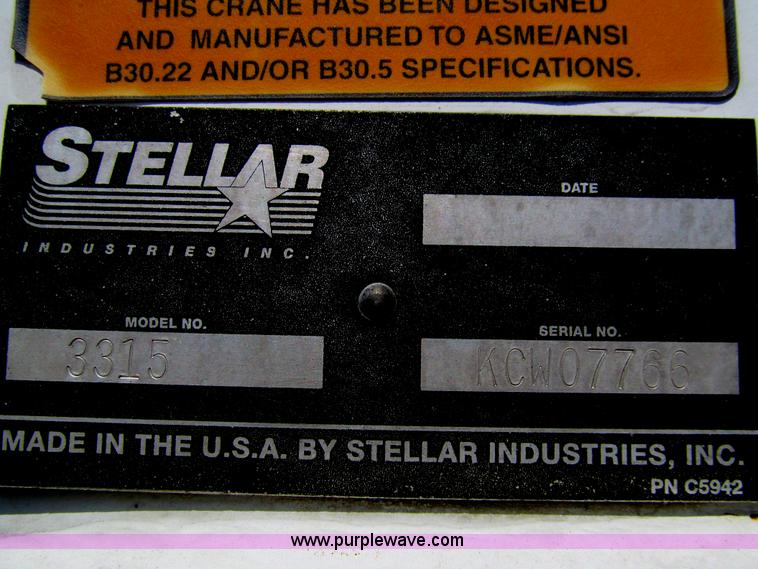 THIS CRANE HAS BEEN DESIGNED
AND MANUFACTURED TO ASME/ANSI
B30.22 AND/OR B30.5 SPECIFICATIONS.
STELLAR
INDUSTRIES INC.
DATE
MODEL NO.
3315
SERIAL NO.
KCW07766
MADE IN THE U.S.A. BY STELLAR INDUSTRIES, INC.
PN C5942
www.purplewave.com